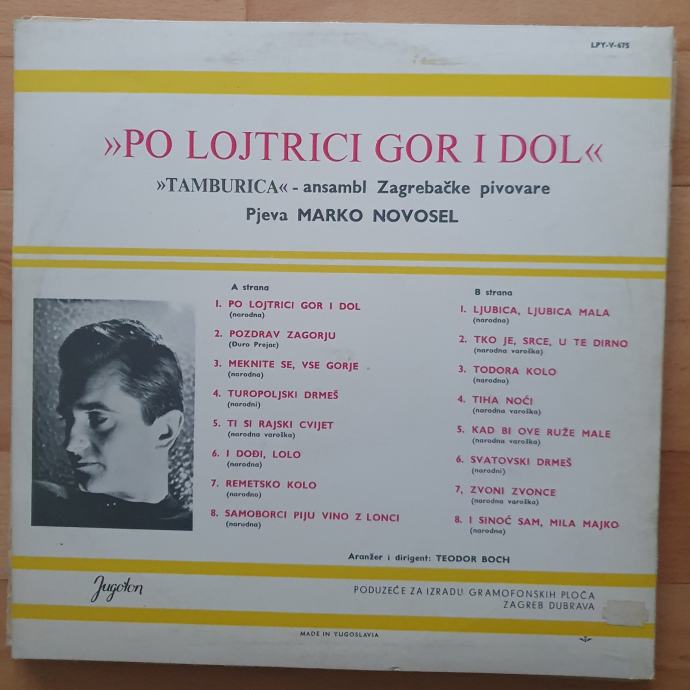 LPY-V-675
»PO LOJTRICI GOR I DOL«
»TAMBURICA« - ansambl Zagrebačke pivovare
Pjeva MARKO NOVOSEL
A strana
1. PO LOJTRICI GOR I DOL
(narodna)
2. POZDRAV ZAGORJU
(Đuro Prejac)
3. MEKNITE SE, VSE GORJE
(narodna)
4. TUROPOLJSKI DRMEŠ
(narodni)
5. TI SI RAJSKI CVIJET
(narodna varoška)
6. I DOĐI, LOLO
(narodna)
7. REMETSKO KOLO
(narodno)
8. SAMOBORCI PIJU VINO Z LONCI
(narodna)
B strana
1. LJUBICA, LJUBICA MALA
(narodna)
2. TKO JE, SRCE, U TE DIRNO
(narodna varoška)
3. TODORA KOLO
(narodno)
4. TIHA NOĆI
(narodna varoška)
5. KAD BI OVE RUŽE MALE
(narodna varoška)
6. SVATOVSKI DRMEŠ
(narodni)
7, ZVONI ZVONCE
(narodna varoška)
8. I SINOĆ SAM, MILA MAJKO
(narodna)
Aranžer i dirigent: TEODOR BOCH
Jugoton
PODUZEĆE ZA IZRADU GRAMOFONSKIH PLOČA
ZAGREB DUBRAVA
MADE IN YUGOSLAVIA